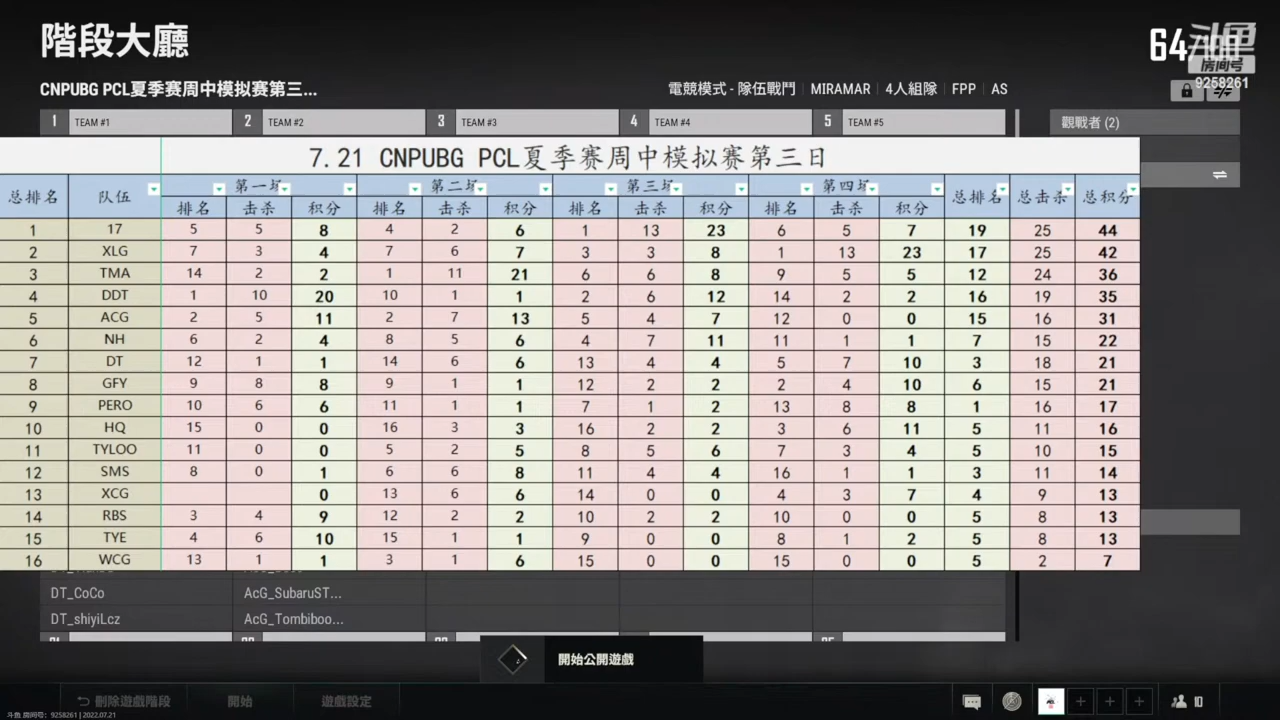 階段大廳
64
斗鱼
房间号
9258261
CNPUBG PCL夏季赛周中模拟赛第三...
電競模式 - 隊伍戰鬥 MIRAMAR 4人組隊 FPP AS
1 TEAM #1 2 TEAM #2 3 TEAM #3 4 TEAM #4 5 TEAM #5 觀戰者 (2)
7.21 CNPUBG PCL夏季赛周中模拟赛第三日
总排名 队伍 第一场 第二场 第三场 第四场 总排名 总击杀 总积分
排名 击杀 积分 排名 击杀 积分 排名 击杀 积分 排名 击杀 积分
1 17 5 5 8 4 2 6 1 13 23 6 5 7 19 25 44
2 XLG 7 3 4 7 6 7 3 3 8 1 13 23 17 25 42
3 TMA 14 2 2 1 11 21 6 6 8 9 5 5 12 24 36
4 DDT 1 10 20 10 1 1 2 6 12 14 2 2 16 19 35
5 ACG 2 5 11 2 7 13 5 4 7 12 0 0 15 16 31
6 NH 6 2 4 8 5 6 4 7 11 11 1 1 7 15 22
7 DT 12 1 1 14 6 6 13 4 4 5 7 10 3 18 21
8 GFY 9 8 8 9 1 1 12 2 2 2 4 10 6 15 21
9 PERO 10 6 6 11 1 1 7 1 2 13 8 8 1 16 17
10 HQ 15 0 0 16 3 3 16 2 2 3 6 11 5 11 16
11 TYLOO 11 0 0 5 2 5 8 5 6 7 3 4 5 10 15
12 SMS 8 0 1 6 6 8 11 4 4 16 1 1 3 11 14
13 XCG 0 13 6 6 14 0 0 4 3 7 4 9 13
14 RBS 3 4 9 12 2 2 10 2 2 10 0 0 5 8 13
15 TYE 4 6 10 15 1 1 9 0 0 8 1 2 5 8 13
16 WCG 13 1 1 3 1 6 15 0 0 15 0 0 5 2 7
DT_CoCo AcG_SubaruST...
DT_shiyiLcz AcG_Tombiboo...
開始公開遊戲
刪除遊戲階段 開始 遊戲設定
斗鱼 房间号：9258261 | 2022.07.21